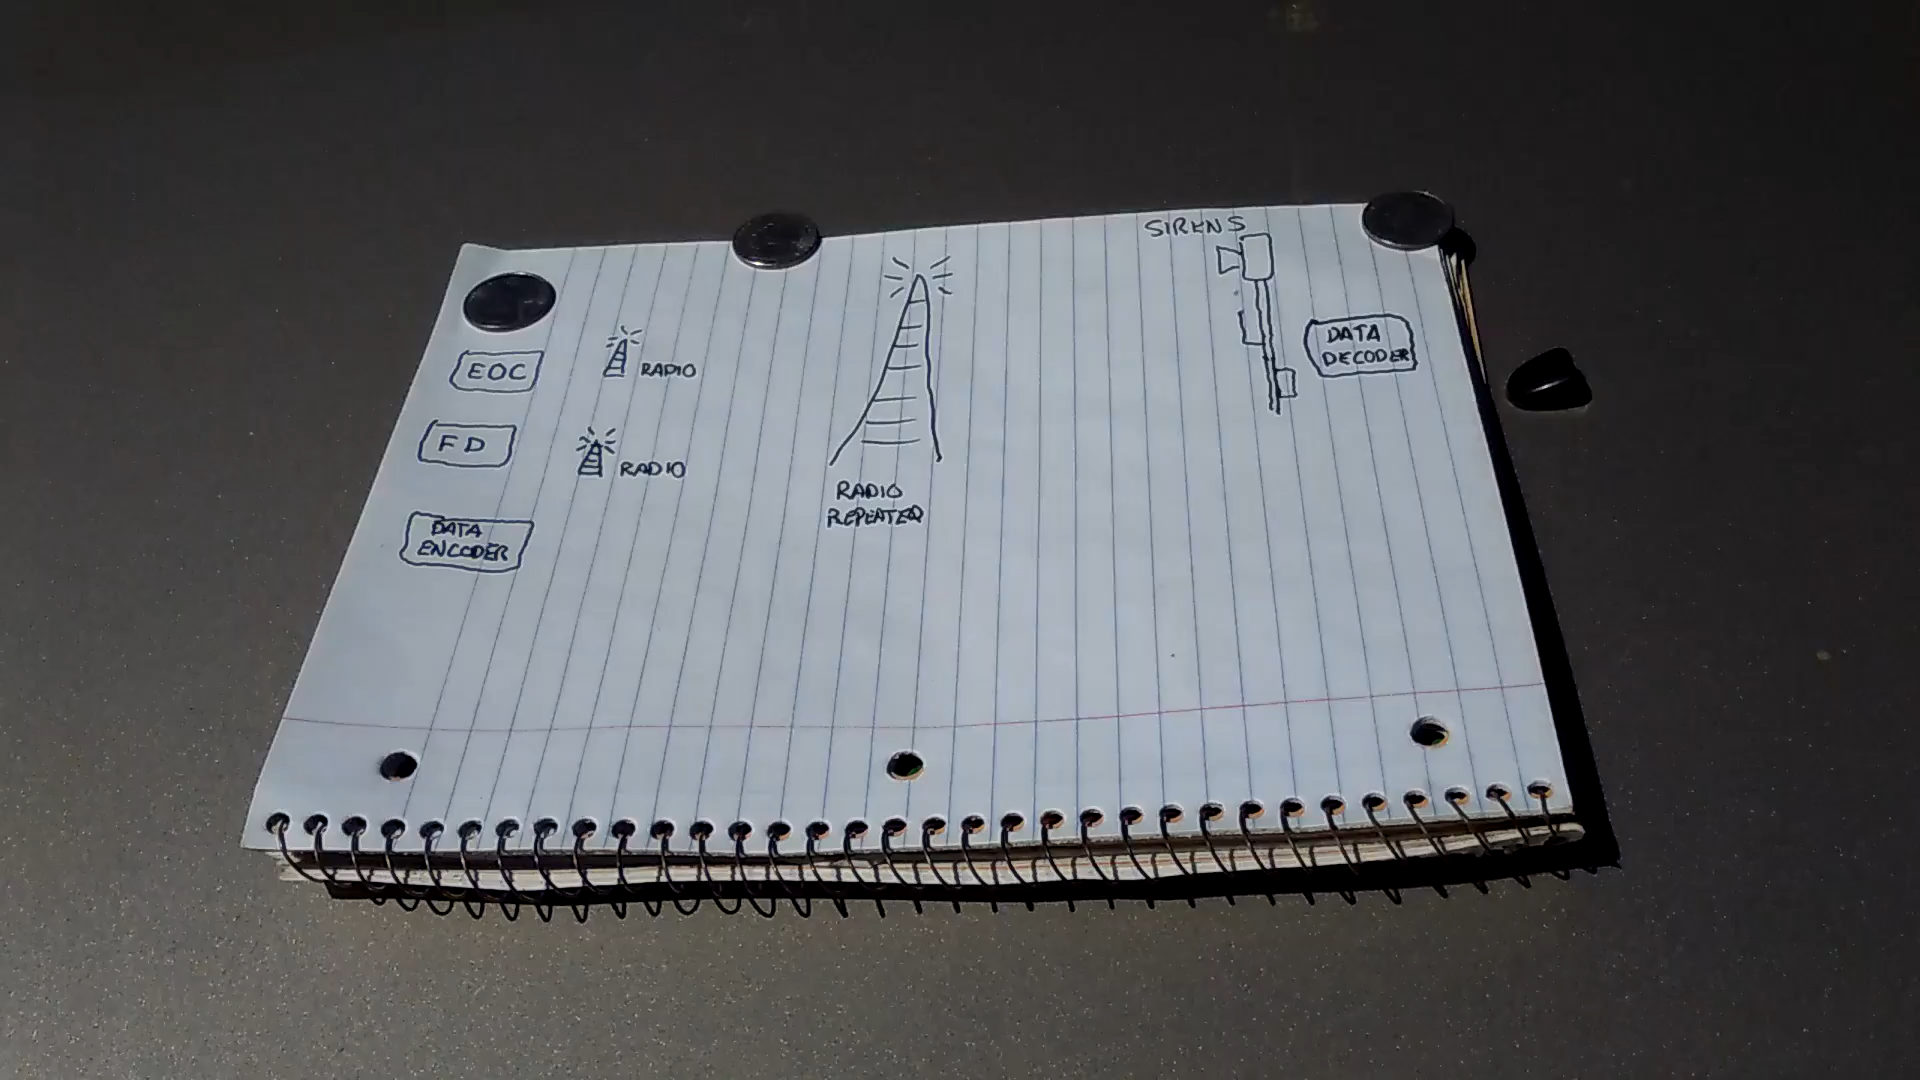 SIRENS
EOC
RADIO
FD
RADIO
DATA
ENCODER
RADIO
REPEATER
DATA
DECODER